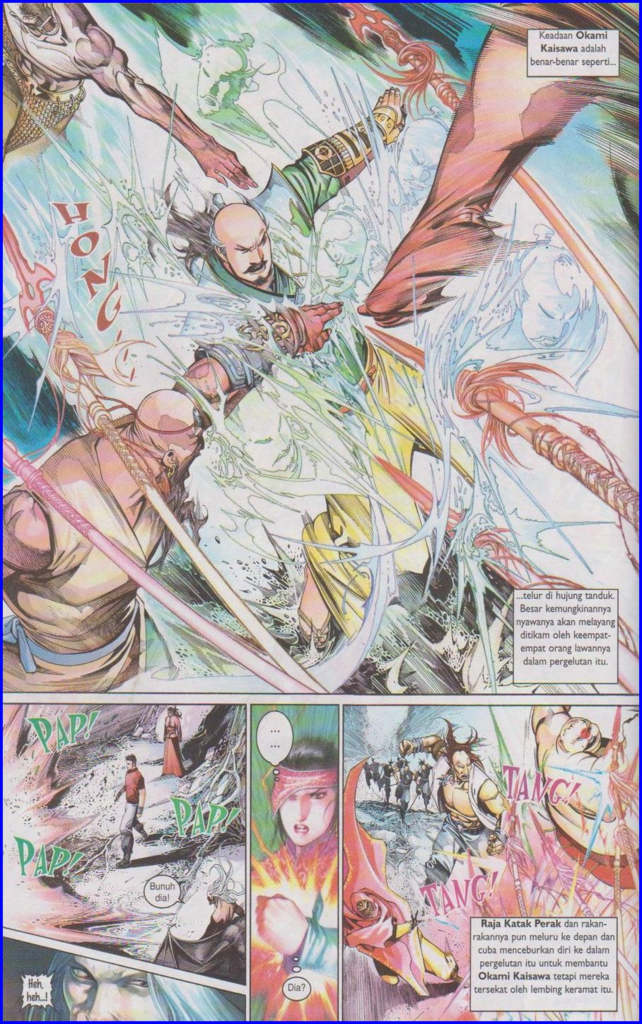 Keadaan Okami
Kaisawa adalah
benar-benar seperti...
HONG
...telur di hujung tanduk.
Besar kemungkinannya
nyawanya akan melayang
ditikam oleh keempat-
empat orang lawannya
dalam pergelutan itu.
PAP!
PAP!
PAP!
Bunuh
dia!
Heh,
heh...!
...
...
Dia?
TANG!
TANG!
Raja Katak Perak dan rakan-
rakannya pun meluru ke depan dan
cuba menceburkan diri ke dalam
pergelutan itu untuk membantu
Okami Kaisawa tetapi mereka
tersekat oleh lembing keramat itu.